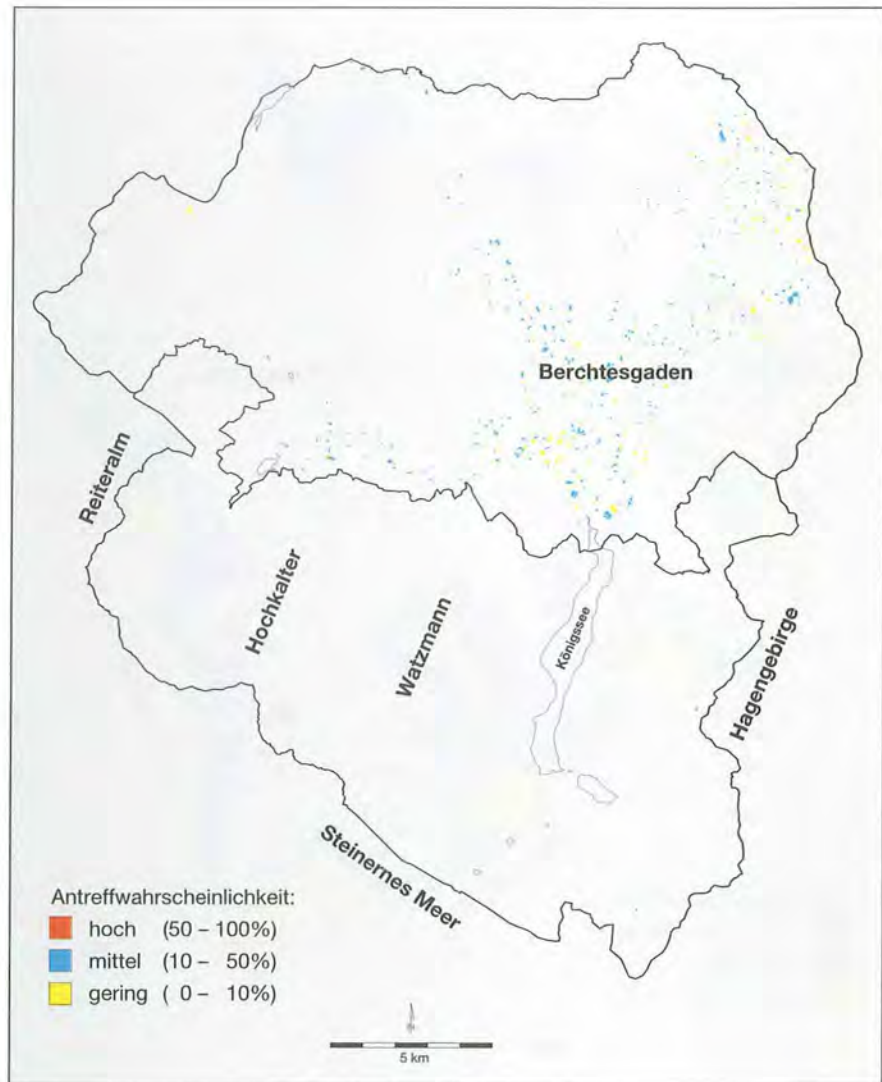 Berchtesgaden
Reiteralm
Hochkalter
Watzmann
Königssee
Hagengebirge
Steinernes Meer
Antreffwahrscheinlichkeit:
hoch (50 – 100%)
mittel (10 – 50%)
gering ( 0 – 10%)
5 km